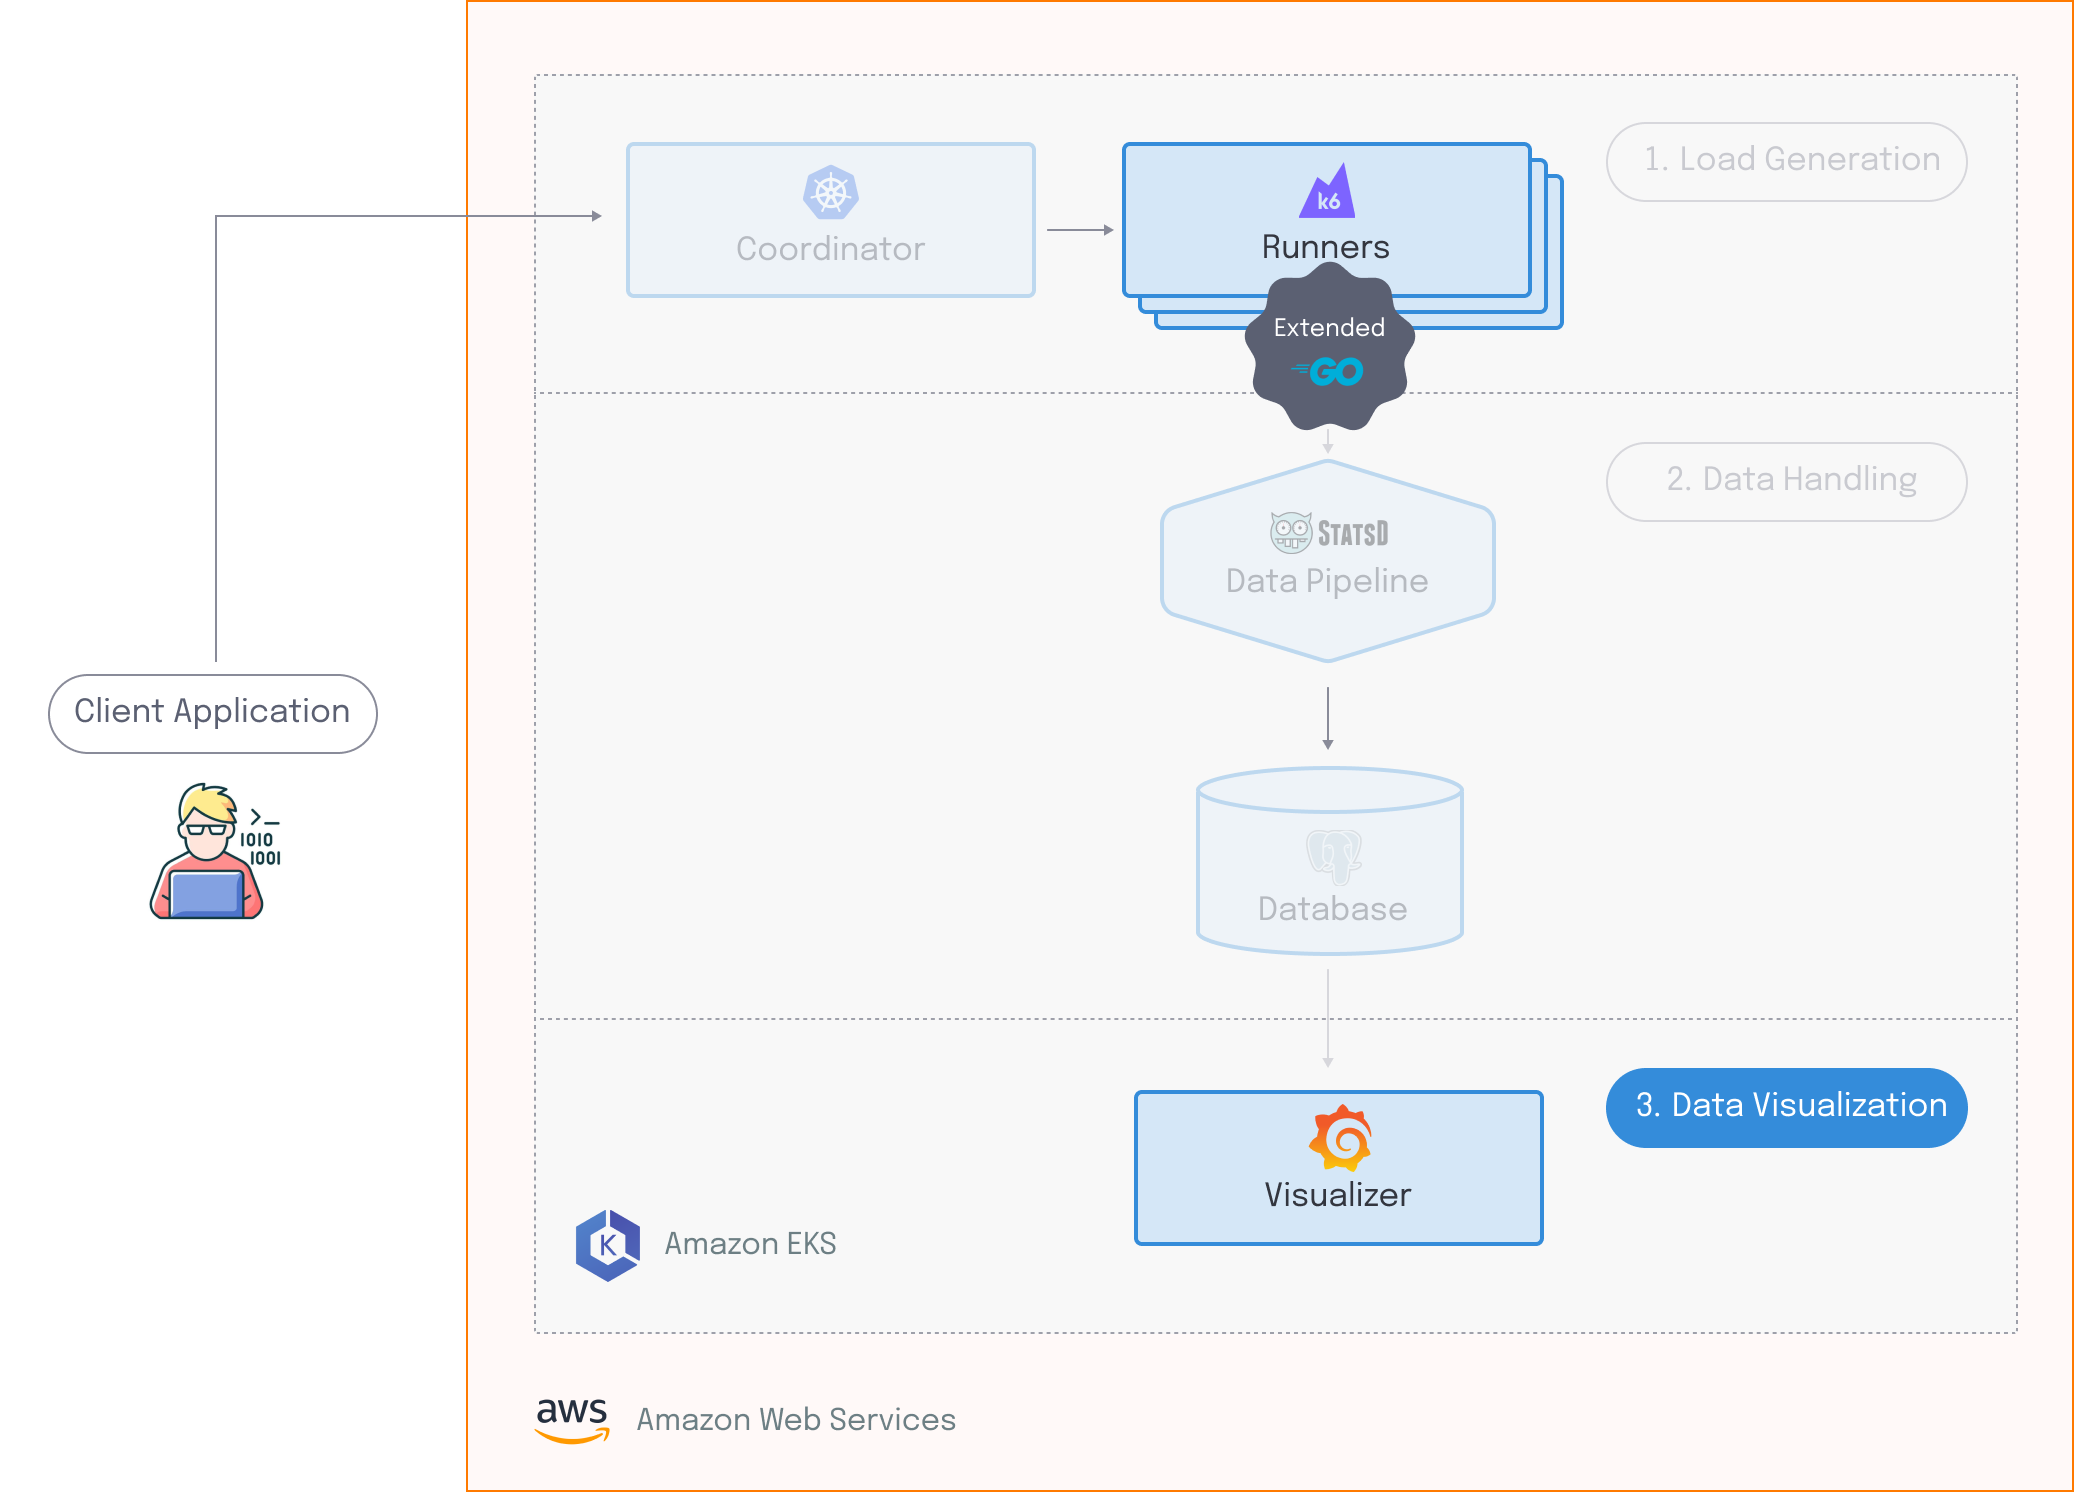 k6
Coordinator
Runners
1. Load Generation
Extended
GO
2. Data Handling
STATSD
Data Pipeline
Client Application
>_
1010
1001
Database
3. Data Visualization
Visualizer
K
Amazon EKS
aws
Amazon Web Services